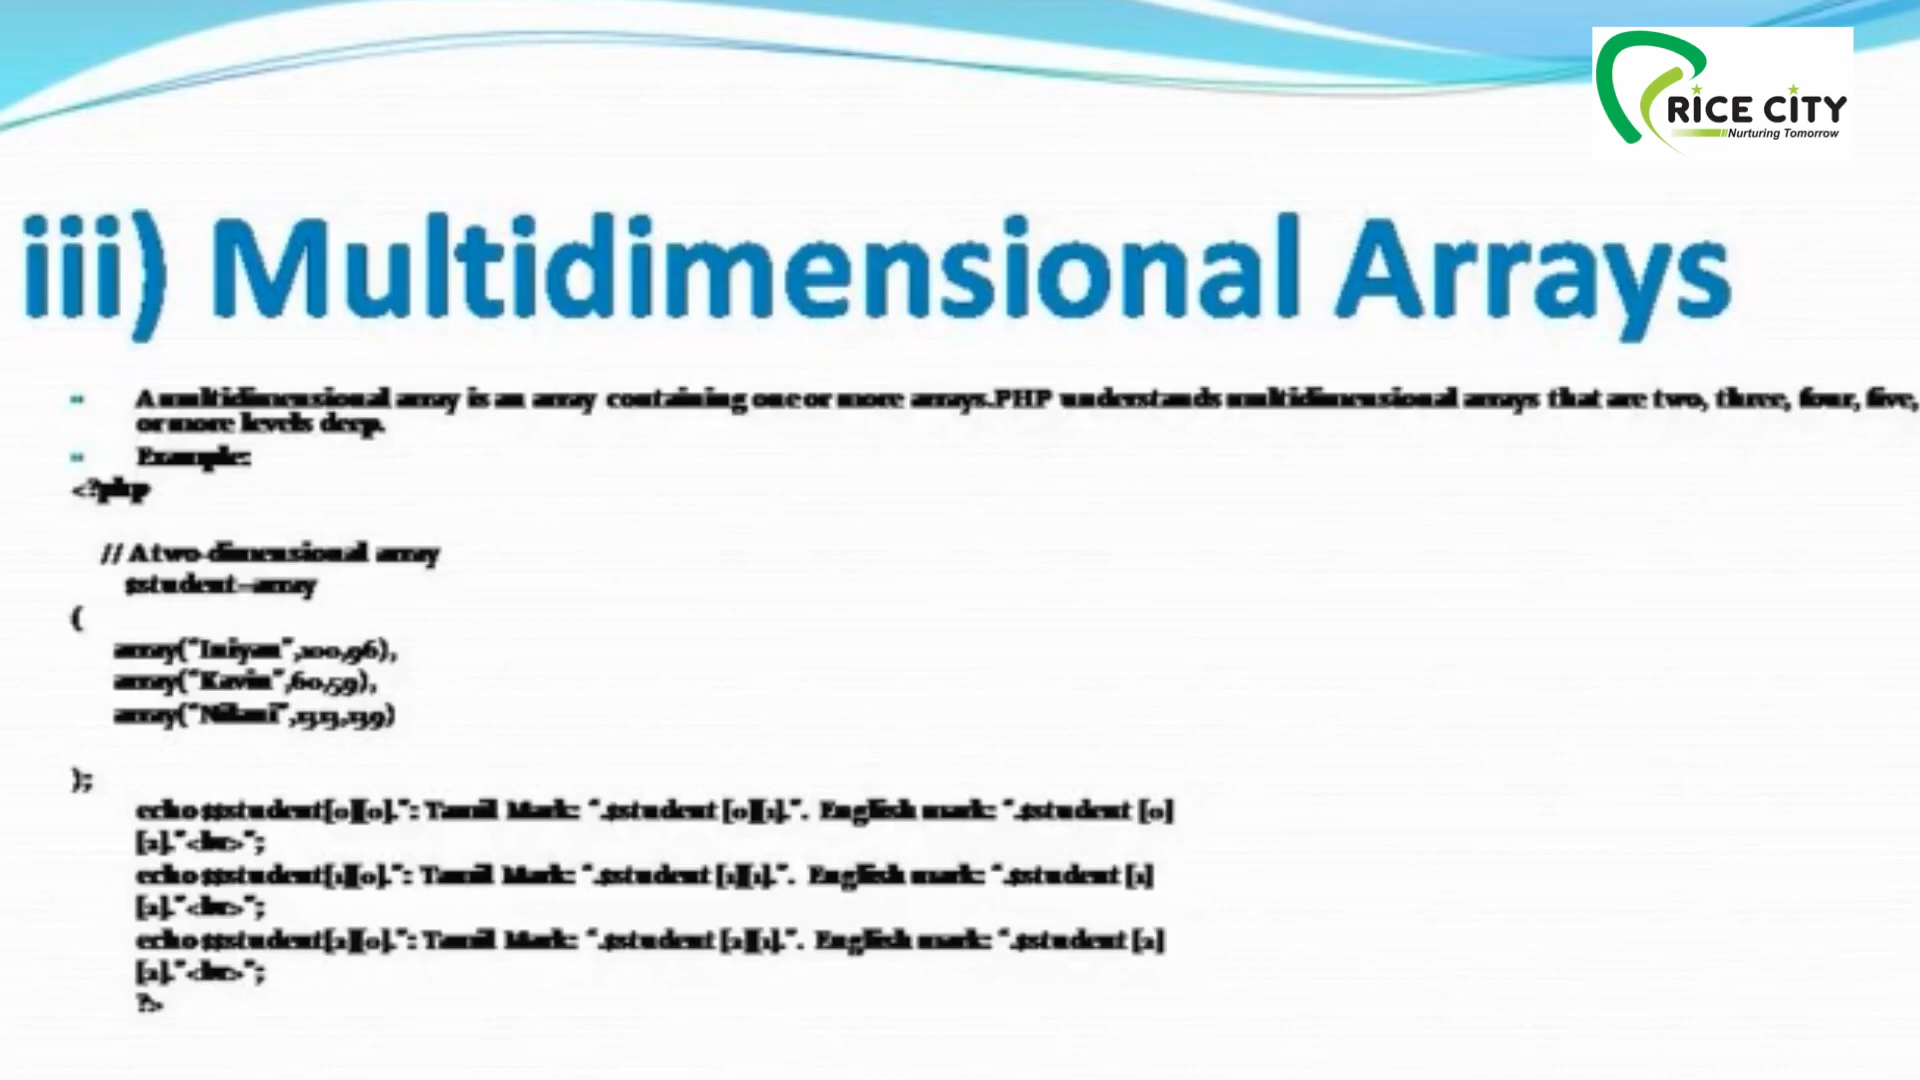 RICE CITY
Nurturing Tomorrow
iii) Multidimensional Arrays
A multidimensional array is an array containing one or more arrays.PHP understands multidimensional arrays that are two, three, four, five,
or more levels deep.
Example:
<?php
// A two-dimensional array
$student=array
(
array("Iniyan",100,96),
array("Kavin",60,59),
array("Nilani",1313,139)
);
echo $$student[0][0].": Tamil Mark: ".$student [0][1].". English mark: ".$student [0]
[2]."<br>";
echo $$student[1][0].": Tamil Mark: ".$student [1][1].". English mark: ".$student [1]
[2]."<br>";
echo $$student[2][0].": Tamil Mark: ".$student [2][1].". English mark: ".$student [2]
[2]."<br>";
?>